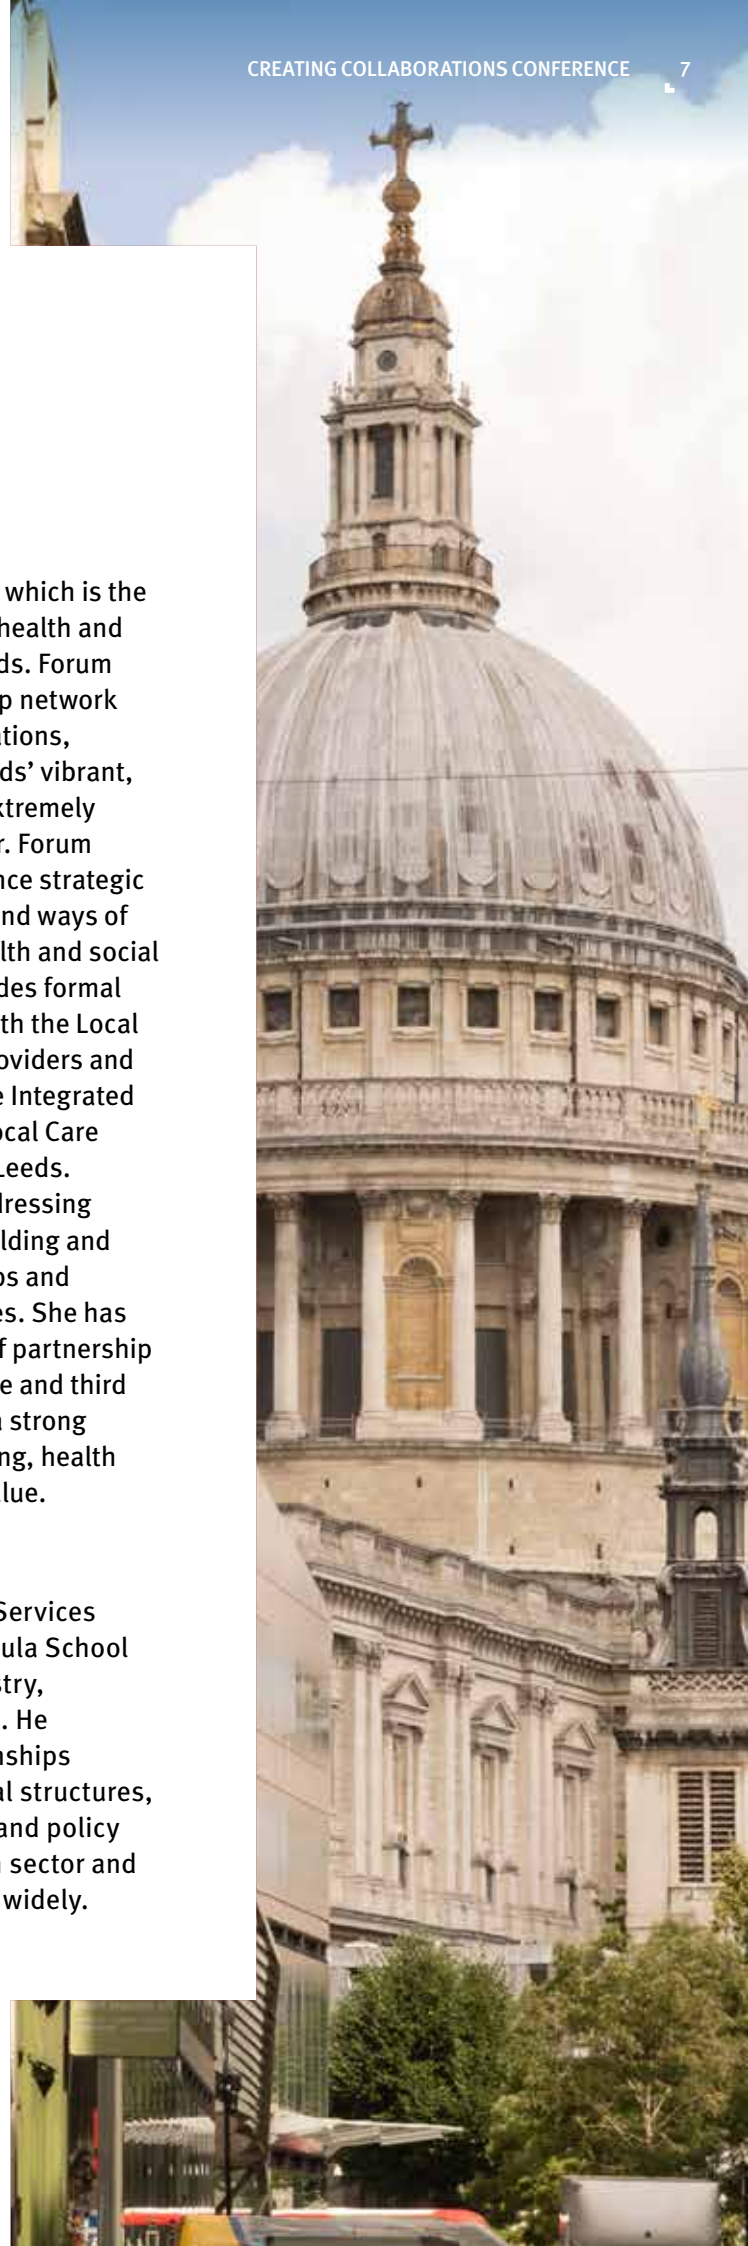 CREATING COLLABORATIONS CONFERENCE 7
which is the
health and
ds. Forum
p network
ations,
ds’ vibrant,
xtremely
r. Forum
nce strategic
and ways of
lth and social
des formal
th the Local
oviders and
e Integrated
ocal Care
Leeds.
dressing
lding and
ps and
es. She has
f partnership
e and third
a strong
ng, health
lue.
Services
ula School
stry,
. He
nships
al structures,
and policy
n sector and
widely.